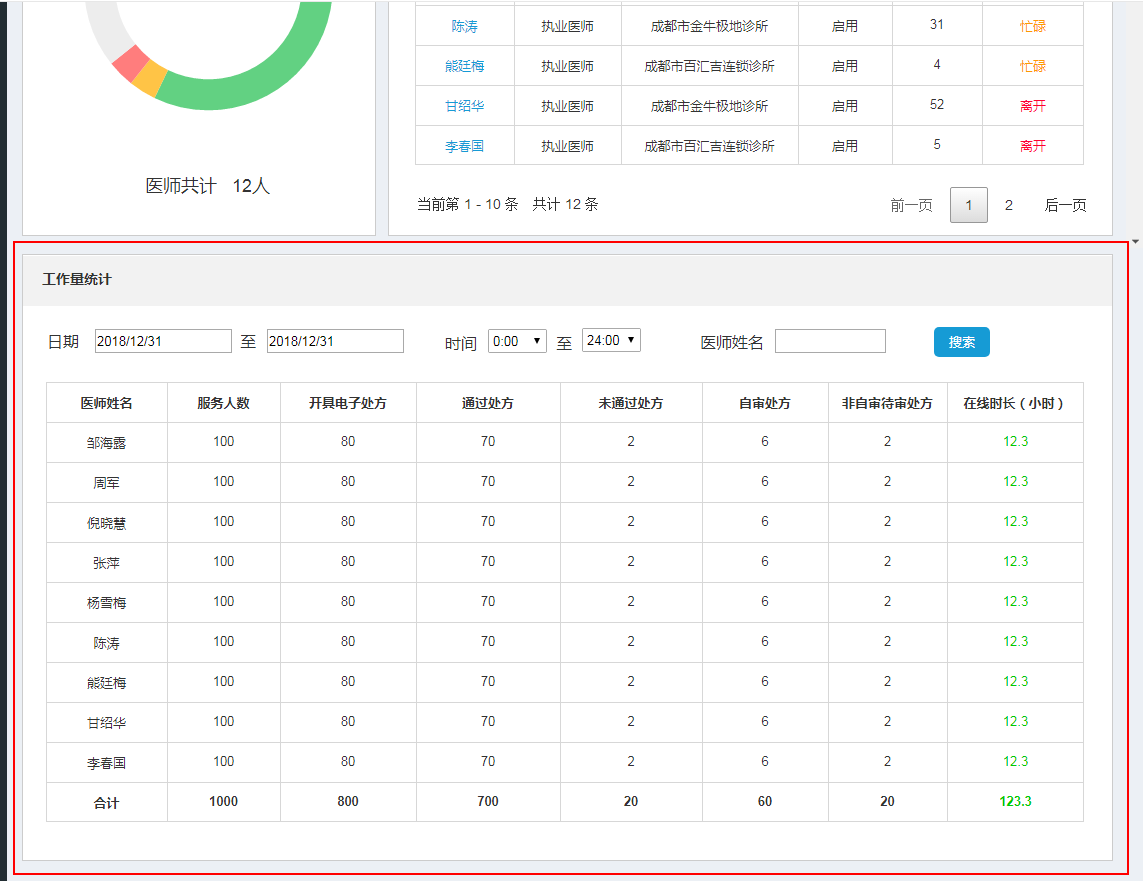 陈涛 执业医师 成都市金牛极地诊所 启用 31 忙碌
熊廷梅 执业医师 成都市百汇吉连锁诊所 启用 4 忙碌
甘绍华 执业医师 成都市金牛极地诊所 启用 52 离开
李春国 执业医师 成都市百汇吉连锁诊所 启用 5 离开
医师共计 12人
当前第 1 - 10 条 共计 12 条 前一页 1 2 后一页
工作量统计
日期 2018/12/31 至 2018/12/31 时间 0:00 至 24:00 医师姓名 搜索
医师姓名 服务人数 开具电子处方 通过处方 未通过处方 自审处方 非自审待审处方 在线时长（小时）
邹海露 100 80 70 2 6 2 12.3
周军 100 80 70 2 6 2 12.3
倪晓慧 100 80 70 2 6 2 12.3
张萍 100 80 70 2 6 2 12.3
杨雪梅 100 80 70 2 6 2 12.3
陈涛 100 80 70 2 6 2 12.3
熊廷梅 100 80 70 2 6 2 12.3
甘绍华 100 80 70 2 6 2 12.3
李春国 100 80 70 2 6 2 12.3
合计 1000 800 700 20 60 20 123.3